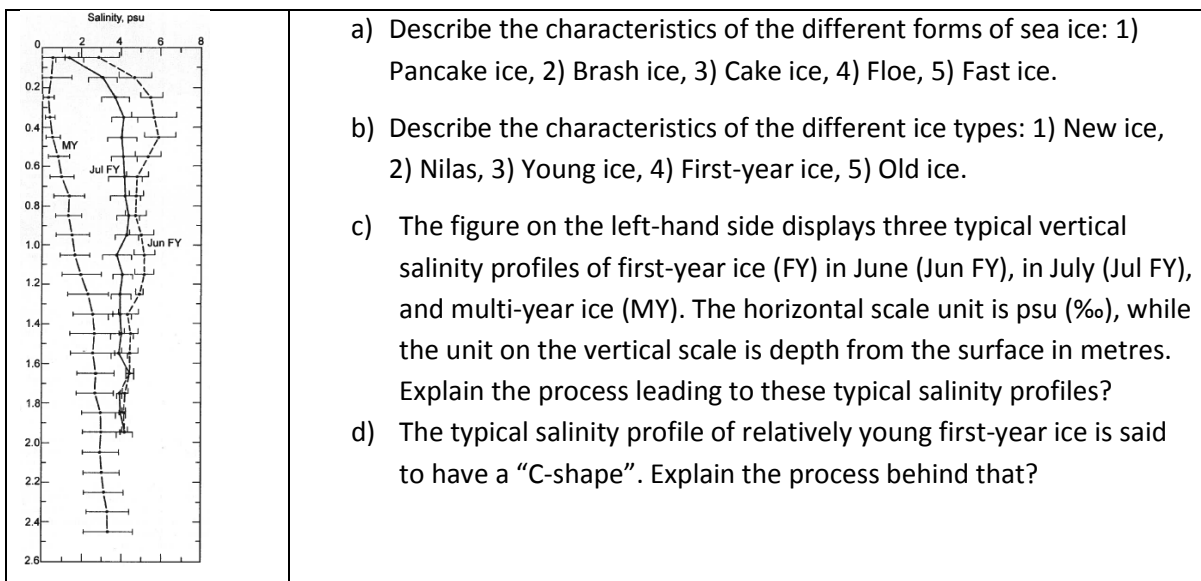 Salinity, psu
0 2 4 6 8
0.2
0.4
MY
0.6
Jul FY
0.8
Jun FY
1.0
1.2
1.4
1.6
1.8
2.0
2.2
2.4
2.6
a) Describe the characteristics of the different forms of sea ice: 1)
Pancake ice, 2) Brash ice, 3) Cake ice, 4) Floe, 5) Fast ice.
b) Describe the characteristics of the different ice types: 1) New ice,
2) Nilas, 3) Young ice, 4) First-year ice, 5) Old ice.
c) The figure on the left-hand side displays three typical vertical
salinity profiles of first-year ice (FY) in June (Jun FY), in July (Jul FY),
and multi-year ice (MY). The horizontal scale unit is psu (‰), while
the unit on the vertical scale is depth from the surface in metres.
Explain the process leading to these typical salinity profiles?
d) The typical salinity profile of relatively young first-year ice is said
to have a “C-shape”. Explain the process behind that?